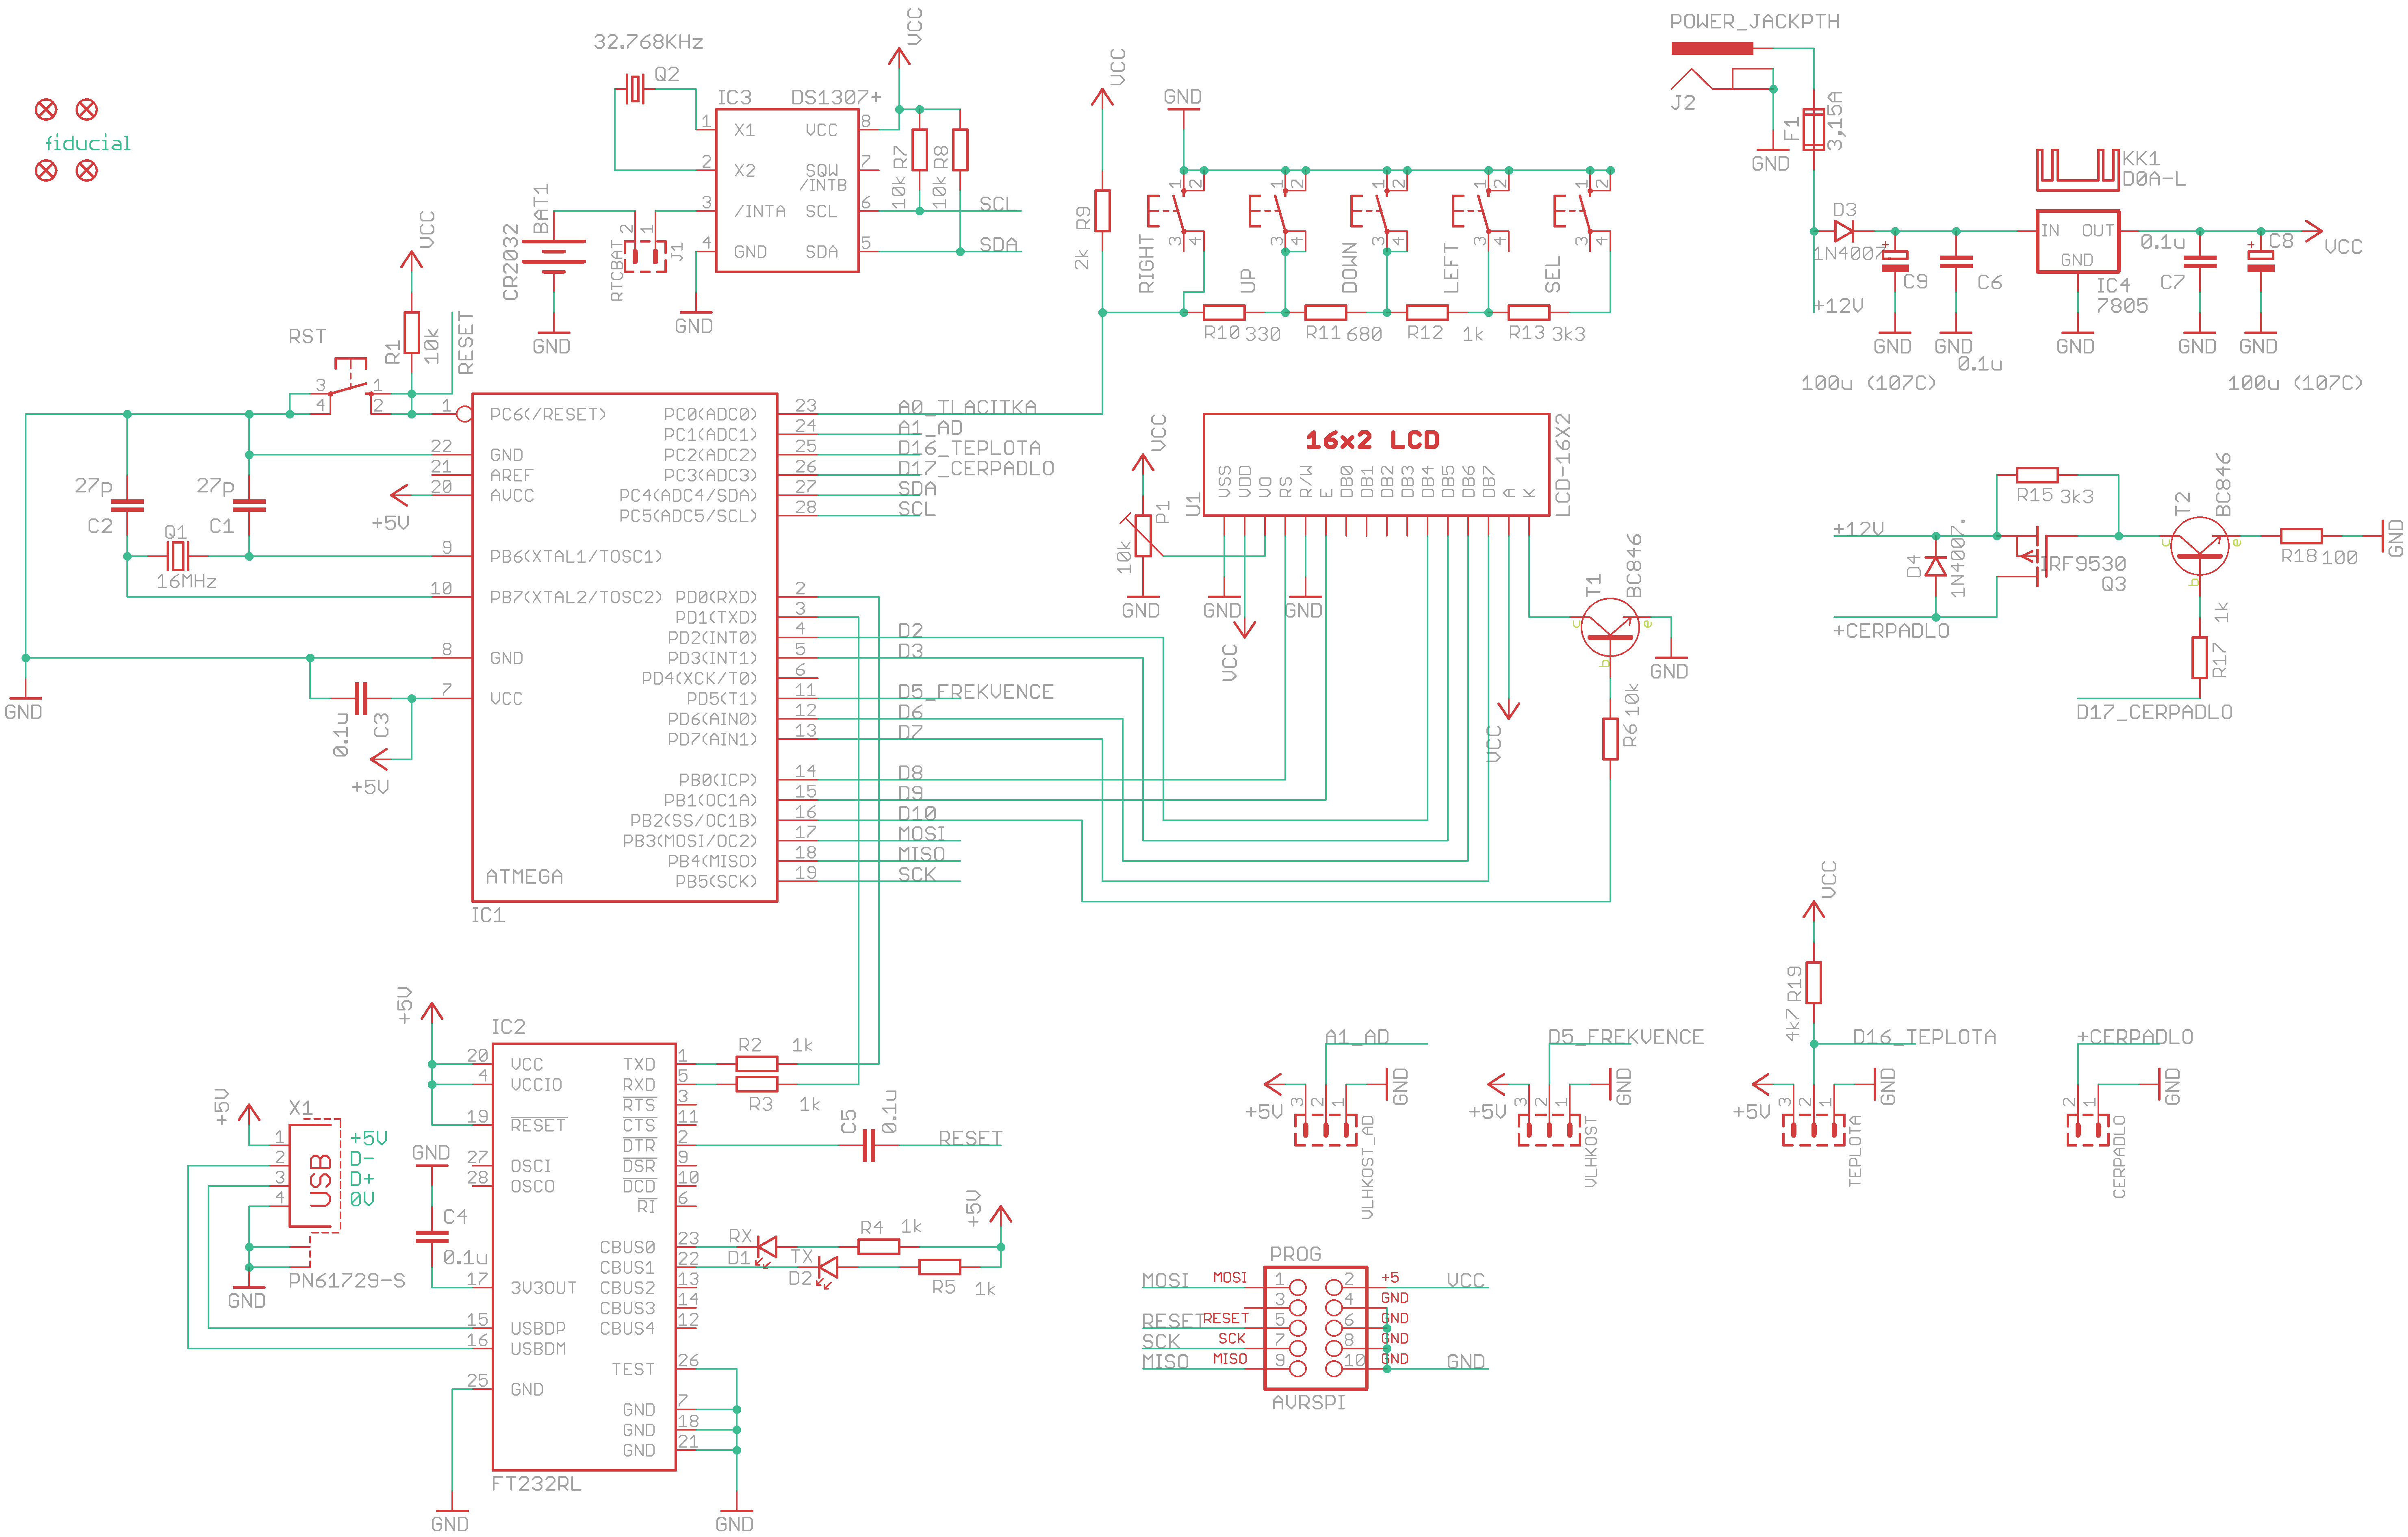 fiducial
32.768KHz
Q2
IC3 DS1307+
VCC
1 X1 VCC 8
2 X2 SQW 7
/INTB
3 /INTA SCL 6
4 GND SDA 5
10k R7
10k R8
SCL
SDA
BAT1
CR2032
GND
RTCBAT
2 1
J1
GND
VCC
R9
2k
GND
1 2 3 4
RIGHT
1 2 3 4
UP
1 2 3 4
DOWN
1 2 3 4
LEFT
1 2 3 4
SEL
R10 330
R11 680
R12 1k
R13 3k3
POWER_JACKPTH
J2
GND
F1
3,15A
KK1
D0A-L
D3
1N4007
+12V
C9
C6
IN OUT
GND
IC4
7805
0.1u
C7
C8
VCC
GND
GND
0.1u
GND
GND
GND
100u (107C)
100u (107C)
VCC
R1
10k
RESET
RST
3 1
4 2
27p
C2
27p
C1
Q1
16MHz
+5V
GND
0.1u
C3
+5V
1 PC6(/RESET)
22 GND
21 AREF
20 AVCC
9 PB6(XTAL1/TOSC1)
10 PB7(XTAL2/TOSC2)
8 GND
7 VCC
PC0(ADC0) 23 A0_TLACITKA
PC1(ADC1) 24 A1_AD
PC2(ADC2) 25 D16_TEPLOTA
PC3(ADC3) 26 D17_CERPADLO
PC4(ADC4/SDA) 27 SDA
PC5(ADC5/SCL) 28 SCL
PD0(RXD) 2
PD1(TXD) 3
PD2(INT0) 4 D2
PD3(INT1) 5 D3
PD4(XCK/T0) 6
PD5(T1) 11 D5_FREKVENCE
PD6(AIN0) 12 D6
PD7(AIN1) 13 D7
PB0(ICP) 14 D8
PB1(OC1A) 15 D9
PB2(SS/OC1B) 16 D10
PB3(MOSI/OC2) 17 MOSI
PB4(MISO) 18 MISO
PB5(SCK) 19 SCK
ATMEGA
IC1
16x2 LCD
VSS VDD VO RS R/W E DB0 DB1 DB2 DB3 DB4 DB5 DB6 DB7 A K
U1
LCD-16X2
VCC
P1
10k
GND
GND
GND
VCC
VCC
T1
BC846
c b e
GND
R6 10k
+12V
D4
1N4007
+CERPADLO
R15 3k3
IRF9530
Q3
T2
BC846
c b e
R18 100
GND
1k
R17
D17_CERPADLO
+5V
IC2
20 VCC TXD 1
4 VCCIO RXD 5
RTS 3
19 RESET CTS 11
DTR 2
27 OSCI DSR 9
28 OSCO DCD 10
RI 6
CBUS0 23
CBUS1 22
17 3V3OUT CBUS2 13
CBUS3 14
15 USBDP CBUS4 12
16 USBDM
TEST 26
25 GND
GND 7
GND 18
GND 21
FT232RL
GND
GND
R2 1k
R3 1k
C5
0.1u
RESET
RX
D1
TX
D2
R4 1k
R5 1k
+5V
+5V
X1
1 +5V
2 D-
3 D+
4 0V
USB
PN61729-S
GND
GND
C4
0.1u
A1_AD
+5V
3 2 1
GND
VLHKOST_AD
D5_FREKVENCE
+5V
3 2 1
GND
VLHKOST
VCC
4k7 R19
D16_TEPLOTA
+5V
3 2 1
GND
TEPLOTA
+CERPADLO
2 1
GND
CERPADLO
PROG
MOSI MOSI 1 2 +5 VCC
3 4 GND
RESET RESET 5 6 GND
SCK SCK 7 8 GND
MISO MISO 9 10 GND GND
AVRSPI